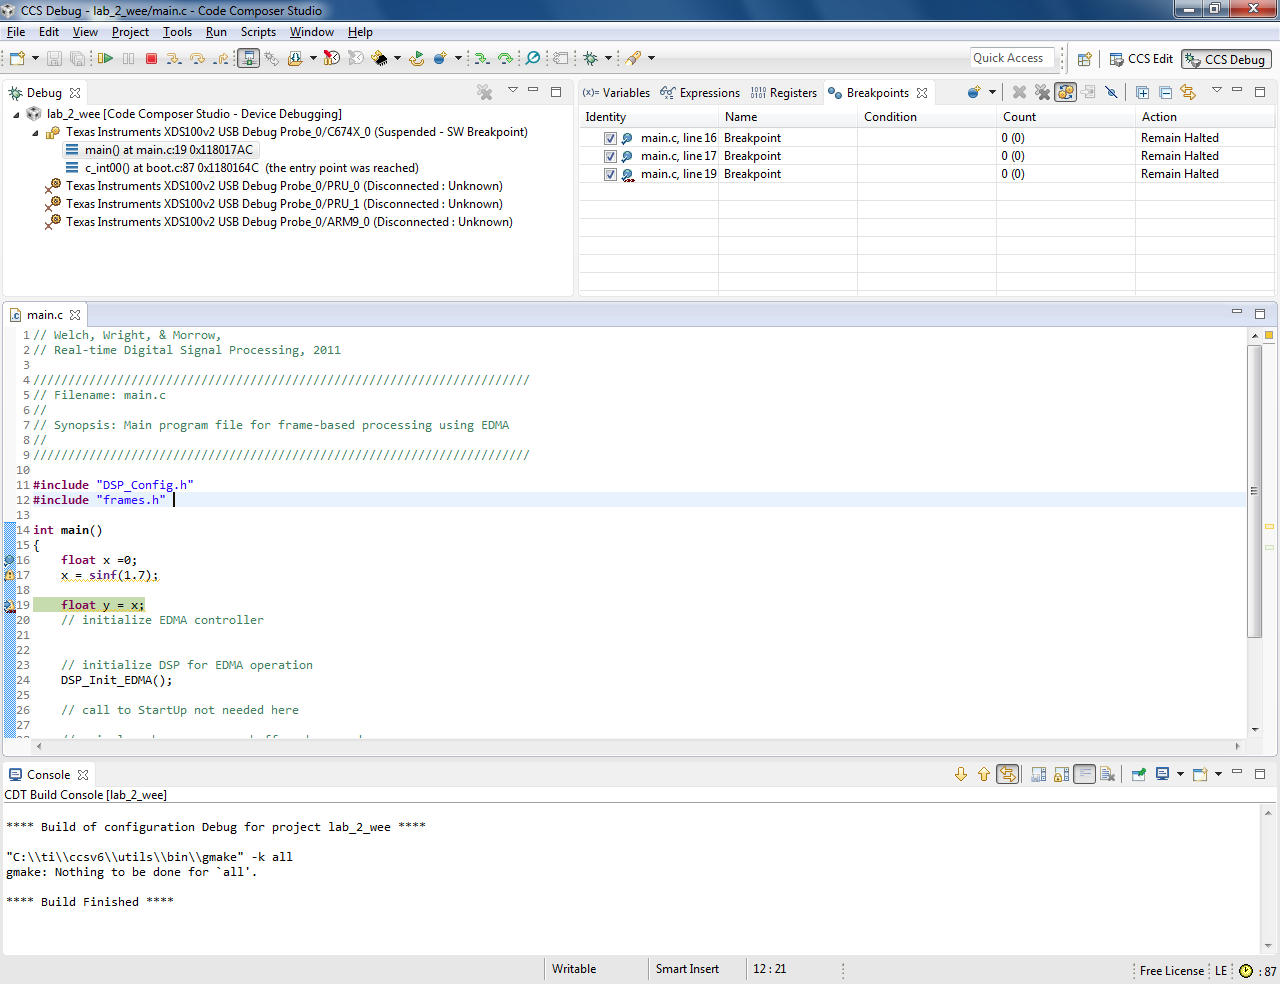 CCS Debug - lab_2_wee/main.c - Code Composer Studio
File Edit View Project Tools Run Scripts Window Help
Quick Access
CCS Edit
CCS Debug
Debug
lab_2_wee [Code Composer Studio - Device Debugging]
Texas Instruments XDS100v2 USB Debug Probe_0/C674X_0 (Suspended - SW Breakpoint)
main() at main.c:19 0x118017AC
c_int00() at boot.c:87 0x1180164C (the entry point was reached)
Texas Instruments XDS100v2 USB Debug Probe_0/PRU_0 (Disconnected : Unknown)
Texas Instruments XDS100v2 USB Debug Probe_0/PRU_1 (Disconnected : Unknown)
Texas Instruments XDS100v2 USB Debug Probe_0/ARM9_0 (Disconnected : Unknown)
(x)= Variables Expressions 1010 0101 Registers Breakpoints
Identity Name Condition Count Action
main.c, line 16 Breakpoint 0 (0) Remain Halted
main.c, line 17 Breakpoint 0 (0) Remain Halted
main.c, line 19 Breakpoint 0 (0) Remain Halted
main.c
1 // Welch, Wright, & Morrow,
2 // Real-time Digital Signal Processing, 2011
3
4 ///////////////////////////////////////////////////////////////////////
5 // Filename: main.c
6 //
7 // Synopsis: Main program file for frame-based processing using EDMA
8 //
9 ///////////////////////////////////////////////////////////////////////
10
11 #include "DSP_Config.h"
12 #include "frames.h"
13
14 int main()
15 {
16 float x =0;
17 x = sinf(1.7);
18
19 float y = x;
20 // initialize EDMA controller
21
22
23 // initialize DSP for EDMA operation
24 DSP_Init_EDMA();
25
26 // call to StartUp not needed here
27
Console
CDT Build Console [lab_2_wee]
**** Build of configuration Debug for project lab_2_wee ****
"C:\\ti\\ccsv6\\utils\\bin\\gmake" -k all
gmake: Nothing to be done for `all'.
**** Build Finished ****
Writable Smart Insert 12 : 21 Free License LE : 87